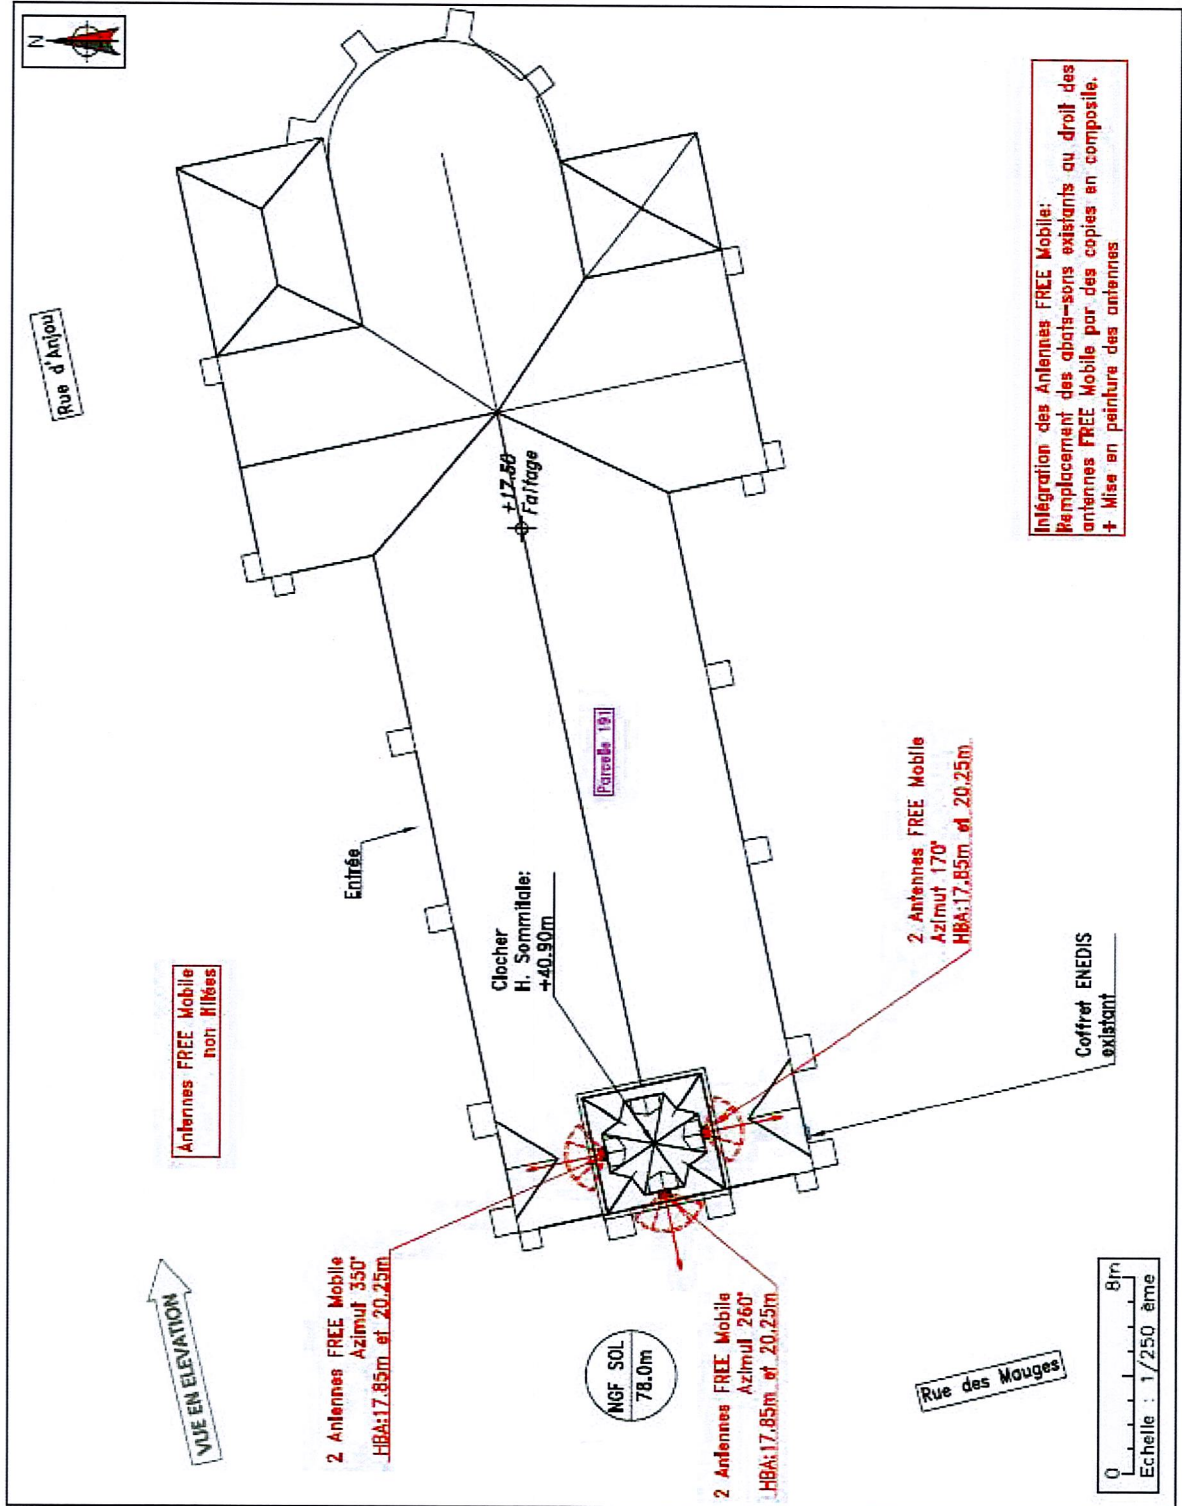 N
Rue d'Anjou
Intégration des Antennes FREE Mobile:
Remplacement des abats-sons existants au droit des
antennes FREE Mobile par des copies en composite.
+ Mise en peinture des antennes
+17.50
Faîtage
Parcelle 191
Entrée
Clocher
H. Sommitale:
+40.90m
Antennes FREE Mobile
non tiltées
2 Antennes FREE Mobile
Azimut 170°
HBA:17.85m et 20.25m
Coffret ENEDIS
existant
VUE EN ELEVATION
2 Antennes FREE Mobile
Azimut 350°
HBA:17.85m et 20.25m
NGF SOL
78.0m
2 Antennes FREE Mobile
Azimut 260°
HBA:17.85m et 20.25m
Rue des Mauges
0 8m
Echelle : 1/250 ème